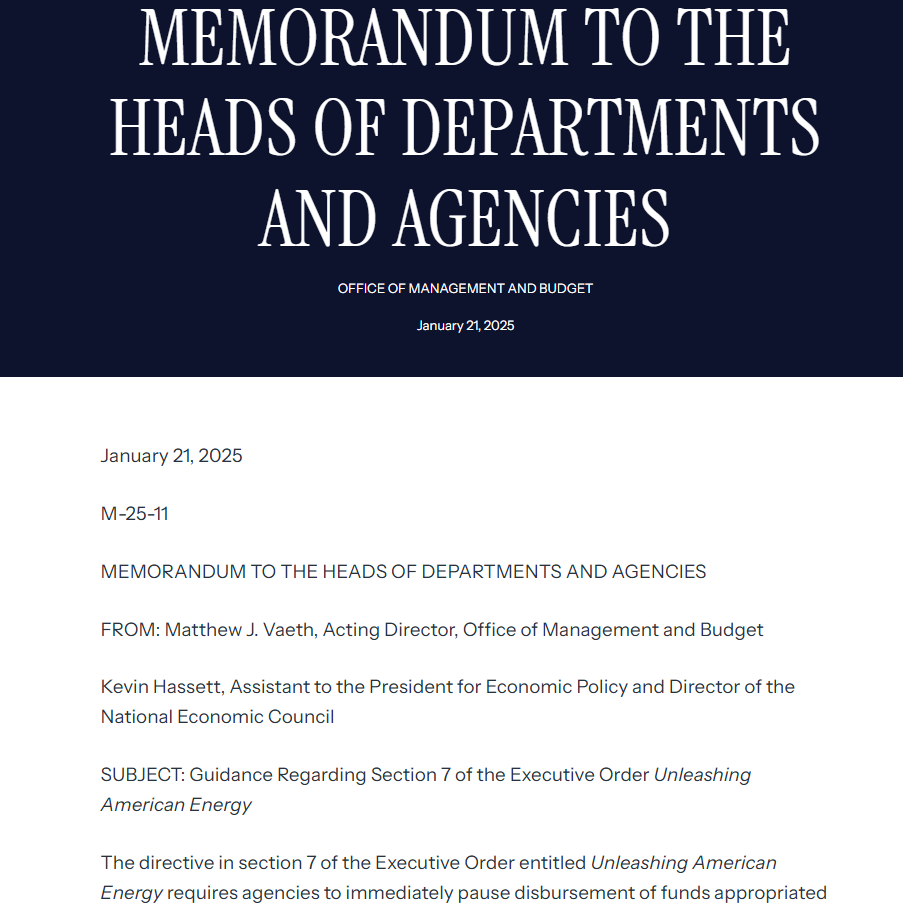 MEMORANDUM TO THE
HEADS OF DEPARTMENTS
AND AGENCIES
OFFICE OF MANAGEMENT AND BUDGET
January 21, 2025
January 21, 2025
M-25-11
MEMORANDUM TO THE HEADS OF DEPARTMENTS AND AGENCIES
FROM: Matthew J. Vaeth, Acting Director, Office of Management and Budget
Kevin Hassett, Assistant to the President for Economic Policy and Director of the
National Economic Council
SUBJECT: Guidance Regarding Section 7 of the Executive Order Unleashing
American Energy
The directive in section 7 of the Executive Order entitled Unleashing American
Energy requires agencies to immediately pause disbursement of funds appropriated